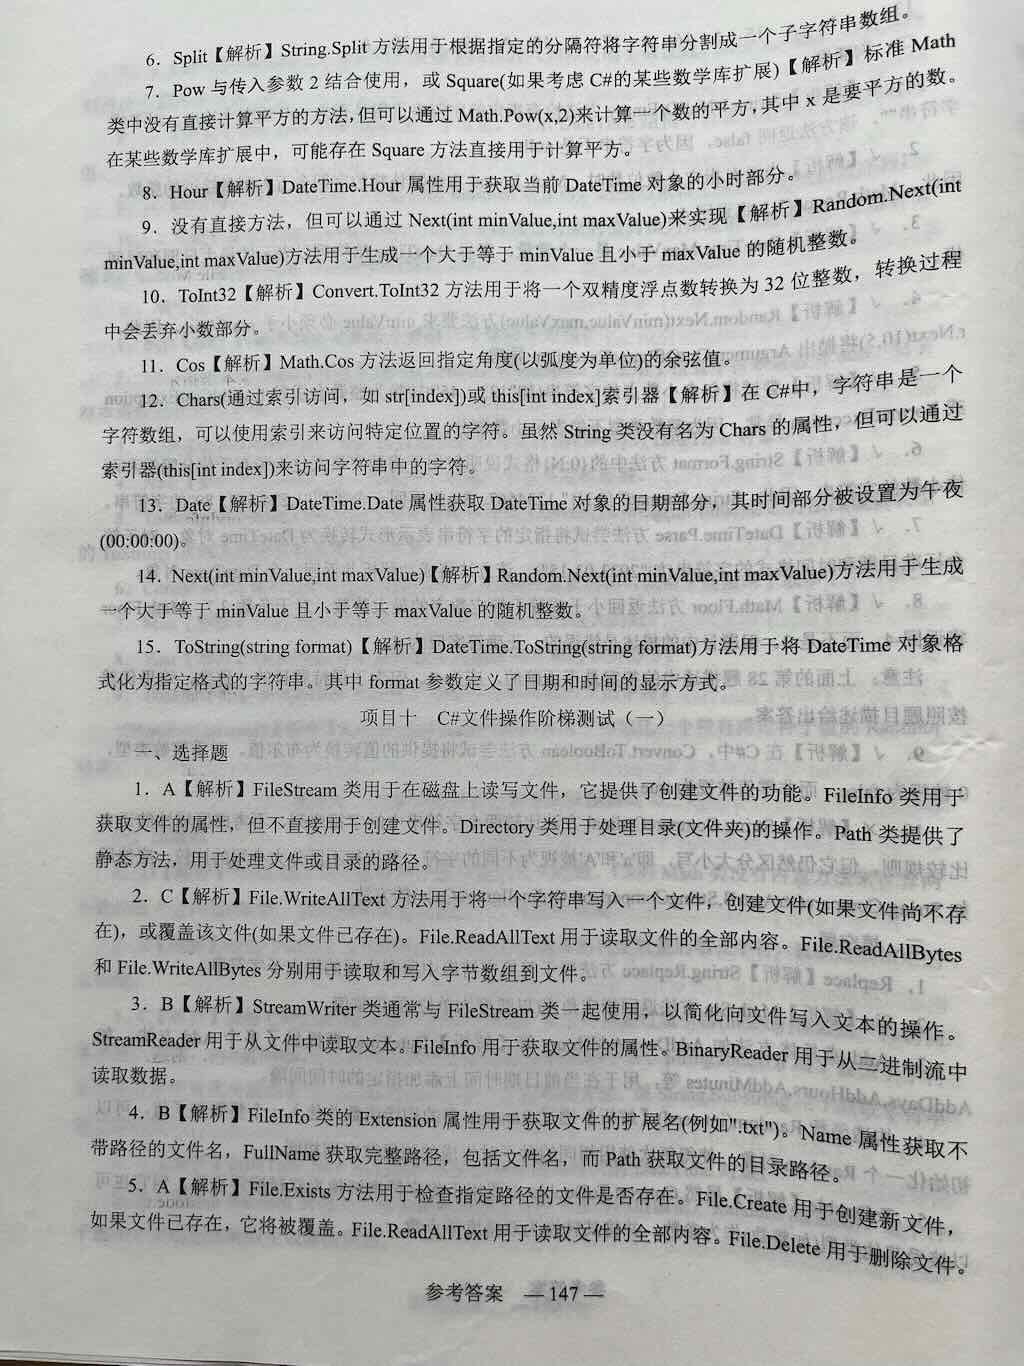 6．Split【解析】String.Split 方法用于根据指定的分隔符将字符串分割成一个子字符串数组。
7．Pow 与传入参数 2 结合使用，或 Square(如果考虑 C#的某些数学库扩展)【解析】标准 Math
类中没有直接计算平方的方法,但可以通过 Math.Pow(x,2)来计算一个数的平方,其中 x 是要平方的数。
在某些数学库扩展中，可能存在 Square 方法直接用于计算平方。
8．Hour【解析】DateTime.Hour 属性用于获取当前 DateTime 对象的小时部分。
9．没有直接方法，但可以通过 Next(int minValue,int maxValue)来实现【解析】Random.Next(int
minValue,int maxValue)方法用于生成一个大于等于 minValue 且小于 maxValue 的随机整数。
10．ToInt32【解析】Convert.ToInt32 方法用于将一个双精度浮点数转换为 32 位整数，转换过程
中会丢弃小数部分。
11．Cos【解析】Math.Cos 方法返回指定角度(以弧度为单位)的余弦值。
12．Chars(通过索引访问，如 str[index])或 this[int index]索引器【解析】在 C#中，字符串是一个
字符数组，可以使用索引来访问特定位置的字符。虽然 String 类没有名为 Chars 的属性，但可以通过
索引器(this[int index])来访问字符串中的字符。
13．Date【解析】DateTime.Date 属性获取 DateTime 对象的日期部分，其时间部分被设置为午夜
(00:00:00)。
14．Next(int minValue,int maxValue)【解析】Random.Next(int minValue,int maxValue)方法用于生成
一个大于等于 minValue 且小于等于 maxValue 的随机整数。
15．ToString(string format)【解析】DateTime.ToString(string format)方法用于将 DateTime 对象格
式化为指定格式的字符串。其中 format 参数定义了日期和时间的显示方式。
项目十　C#文件操作阶梯测试（一）
一、选择题
1．A【解析】FileStream 类用于在磁盘上读写文件，它提供了创建文件的功能。FileInfo 类用于
获取文件的属性，但不直接用于创建文件。Directory 类用于处理目录(文件夹)的操作。Path 类提供了
静态方法，用于处理文件或目录的路径。
2．C【解析】File.WriteAllText 方法用于将一个字符串写入一个文件，创建文件(如果文件尚不存
在)，或覆盖该文件(如果文件已存在)。File.ReadAllText 用于读取文件的全部内容。File.ReadAllBytes
和 File.WriteAllBytes 分别用于读取和写入字节数组到文件。
3．B【解析】StreamWriter 类通常与 FileStream 类一起使用，以简化向文件写入文本的操作。
StreamReader 用于从文件中读取文本。FileInfo 用于获取文件的属性。BinaryReader 用于从二进制流中
读取数据。
4．B【解析】FileInfo 类的 Extension 属性用于获取文件的扩展名(例如".txt")。Name 属性获取不
带路径的文件名，FullName 获取完整路径，包括文件名，而 Path 获取文件的目录路径。
5．A【解析】File.Exists 方法用于检查指定路径的文件是否存在。File.Create 用于创建新文件，
如果文件已存在，它将被覆盖。File.ReadAllText 用于读取文件的全部内容。File.Delete 用于删除文件。
参考答案　— 147 —